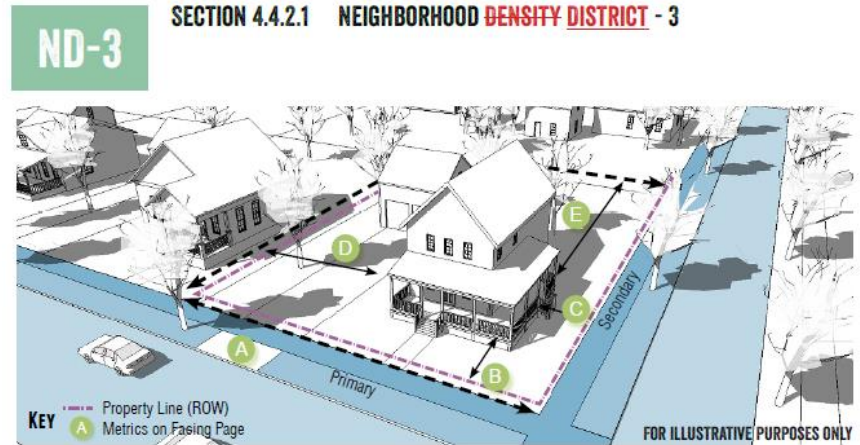 SECTION 4.4.2.1 NEIGHBORHOOD DENSITY DISTRICT - 3
ND-3
E
D
C
Secondary
A
B
Primary
KEY
Property Line (ROW)
A Metrics on Facing Page
FOR ILLUSTRATIVE PURPOSES ONLY